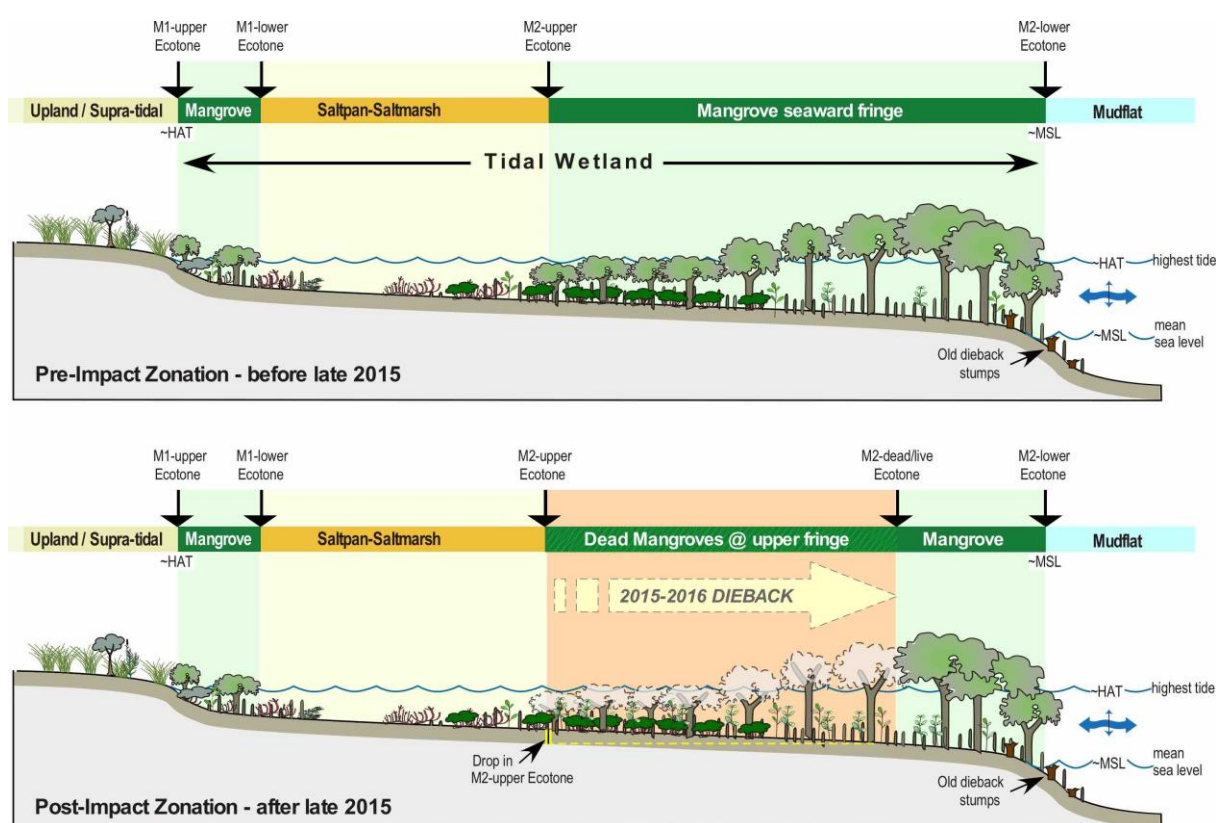 M1-upper
Ecotone
M1-lower
Ecotone
M2-upper
Ecotone
M2-lower
Ecotone
Upland / Supra-tidal
Mangrove
Saltpan-Saltmarsh
Mangrove seaward fringe
Mudflat
~HAT
~MSL
Tidal Wetland
~HAT
highest tide
~MSL
mean
sea level
Old dieback
stumps
Pre-Impact Zonation - before late 2015
M1-upper
Ecotone
M1-lower
Ecotone
M2-upper
Ecotone
M2-dead/live
Ecotone
M2-lower
Ecotone
Upland / Supra-tidal
Mangrove
Saltpan-Saltmarsh
Dead Mangroves @ upper fringe
Mangrove
Mudflat
~HAT
~MSL
2015-2016 DIEBACK
~HAT
highest tide
~MSL
mean
sea level
Drop in
M2-upper Ecotone
Old dieback
stumps
Post-Impact Zonation - after late 2015